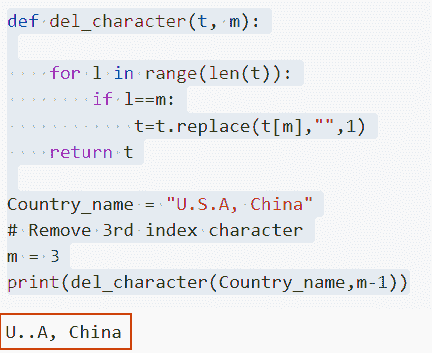 def del_character(t, m):
    for l in range(len(t)):
        if l==m:
            t=t.replace(t[m],"",1)
    return t
Country_name = "U.S.A, China"
# Remove 3rd index character
m = 3
print(del_character(Country_name,m-1))
U..A, China